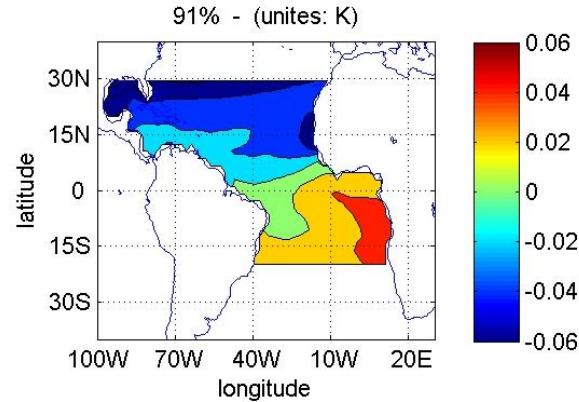 91% - (unites: K)
30N
15N
0
15S
30S
latitude
100W 70W 40W 10W 20E
longitude
0.06
0.04
0.02
0
-0.02
-0.04
-0.06